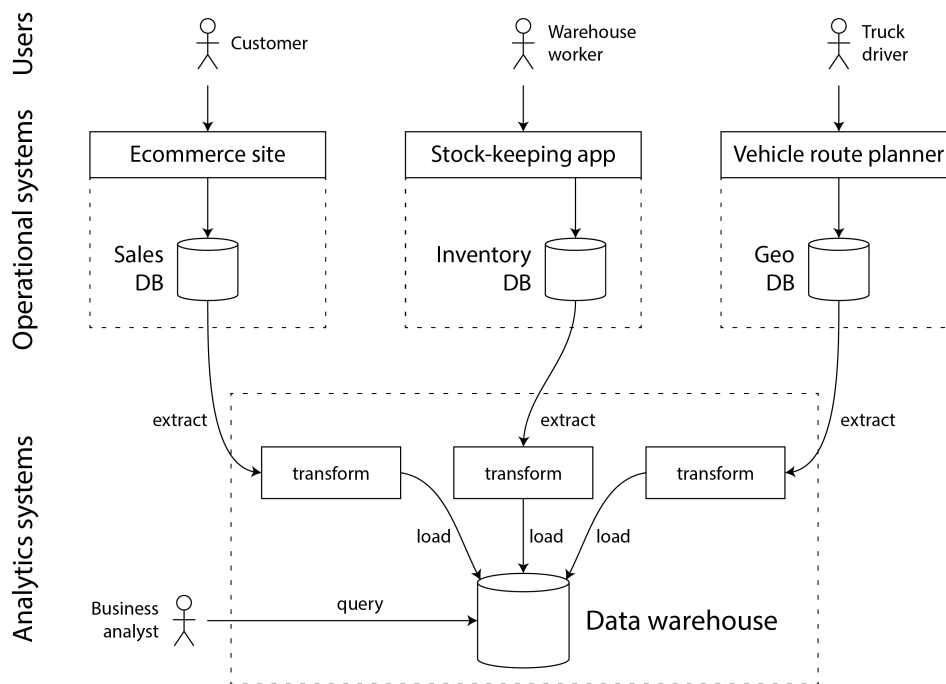 Users
Customer
Warehouse
worker
Truck
driver
Operational systems
Ecommerce site
Stock-keeping app
Vehicle route planner
Sales
DB
Inventory
DB
Geo
DB
Analytics systems
extract
extract
extract
transform
transform
transform
load
load
load
Business
analyst
query
Data warehouse